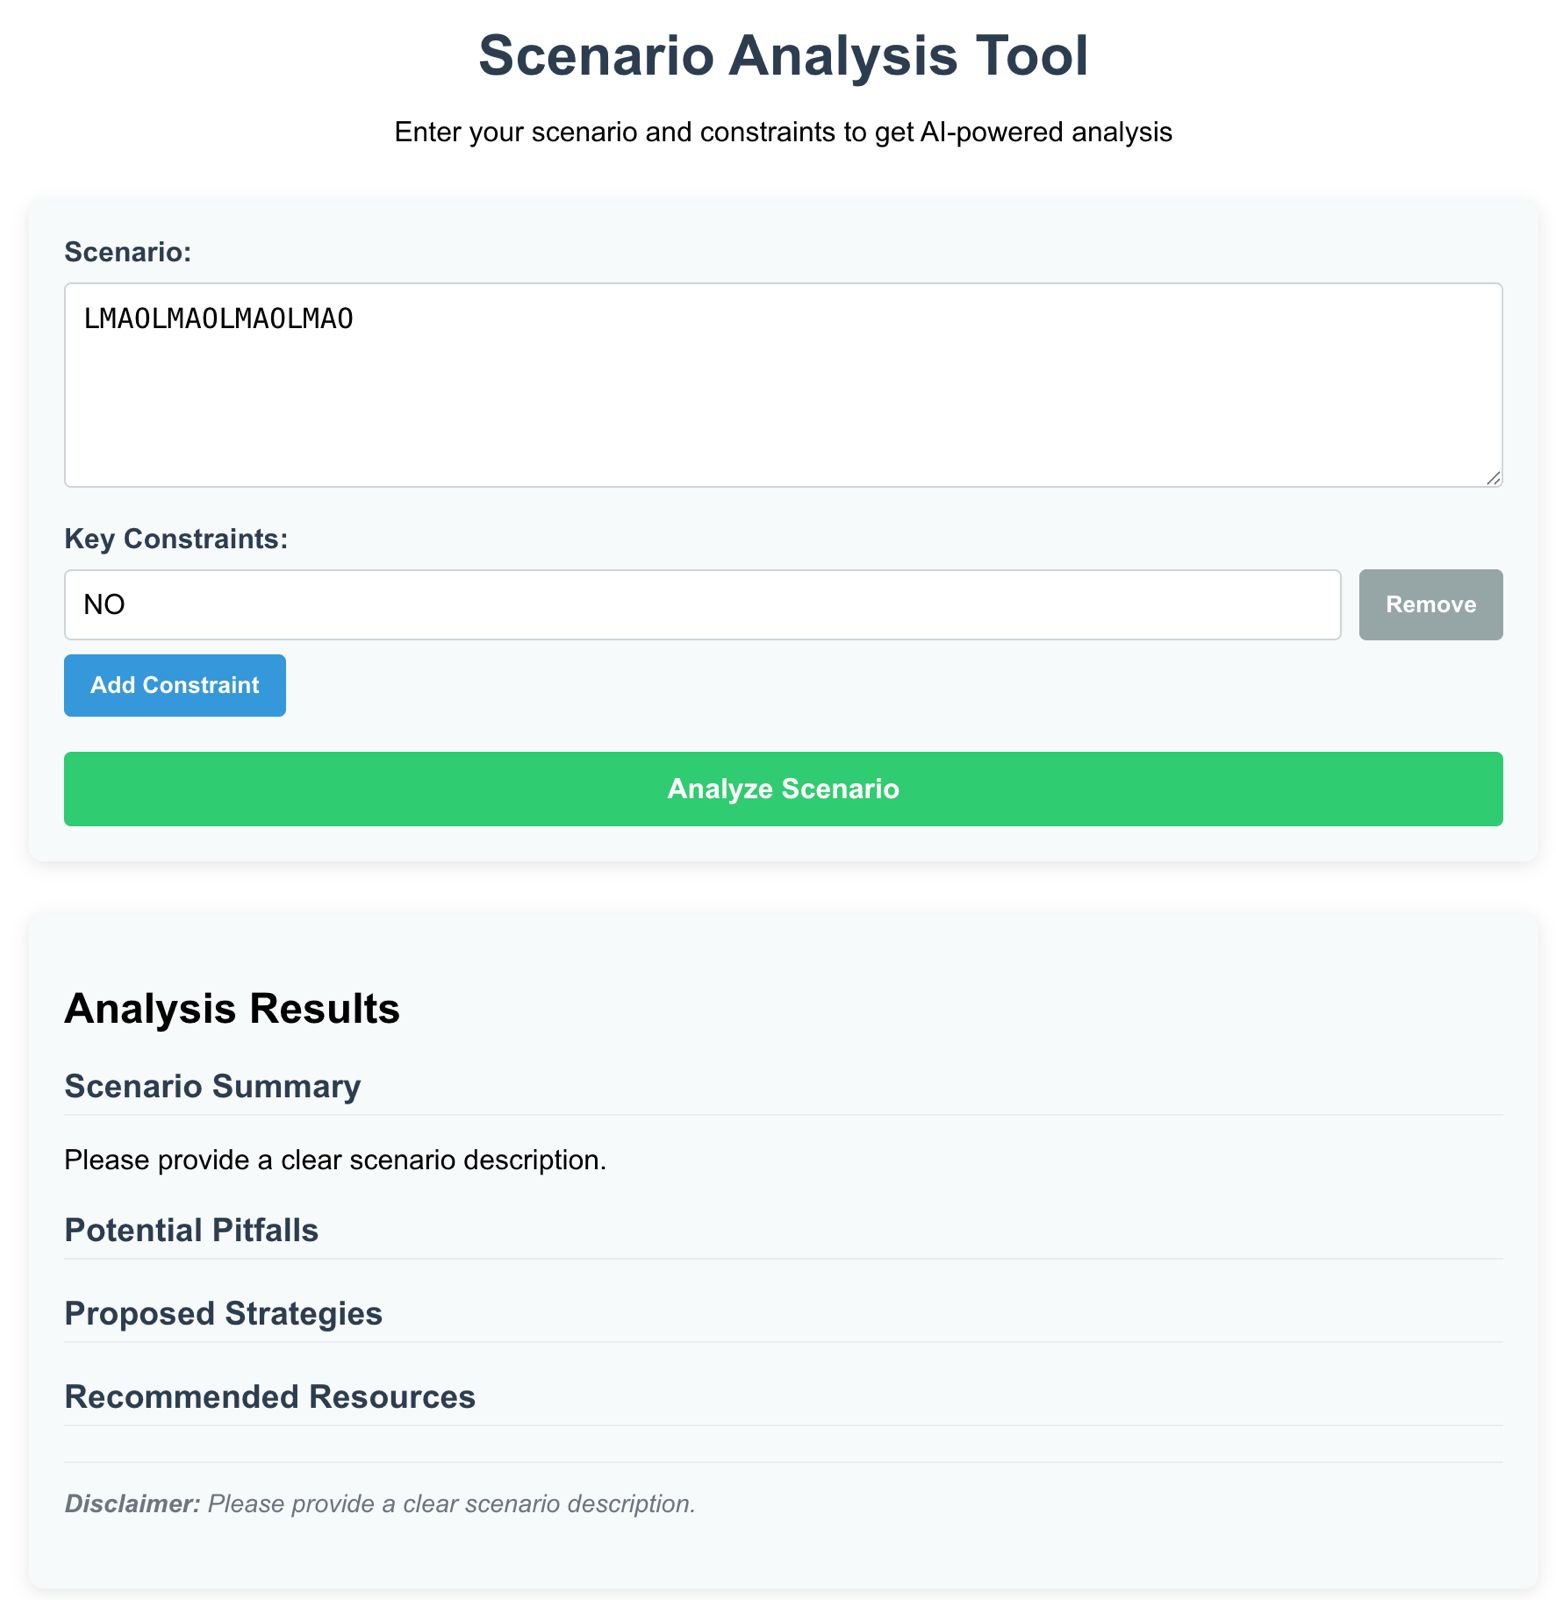 Scenario Analysis Tool
Enter your scenario and constraints to get AI-powered analysis
Scenario:
LMAOLMAOLMAOLMAO
Key Constraints:
NO
Remove
Add Constraint
Analyze Scenario
Analysis Results
Scenario Summary
Please provide a clear scenario description.
Potential Pitfalls
Proposed Strategies
Recommended Resources
Disclaimer: Please provide a clear scenario description.